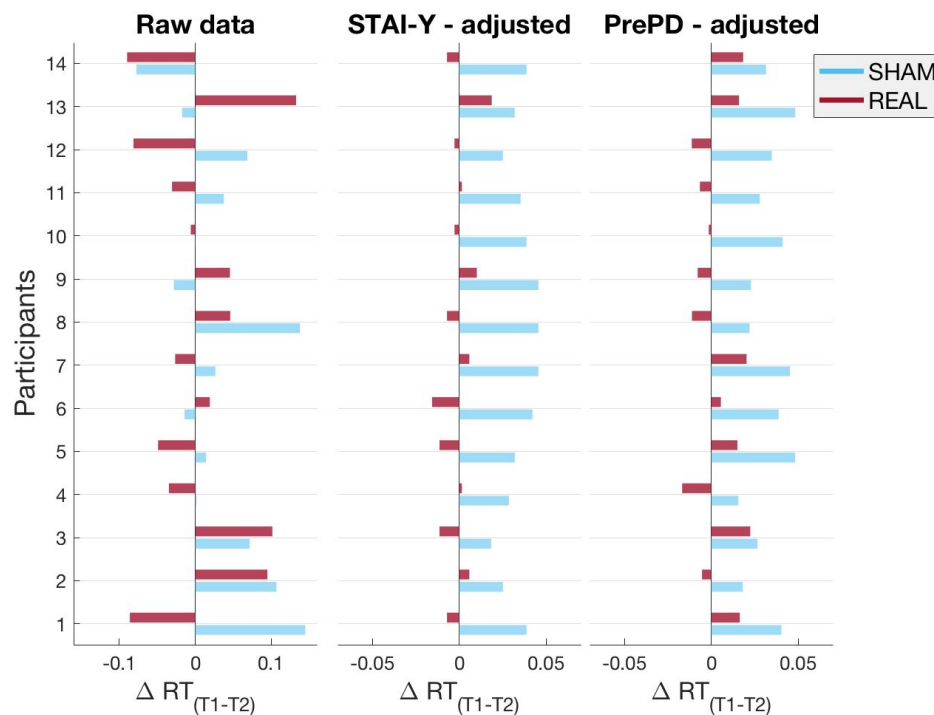 Raw data
STAI-Y - adjusted
PrePD - adjusted
SHAM
REAL
Participants
14
13
12
11
10
9
8
7
6
5
4
3
2
1
-0.1 0 0.1
-0.05 0 0.05
-0.05 0 0.05
Δ RT(T1-T2)
Δ RT(T1-T2)
Δ RT(T1-T2)